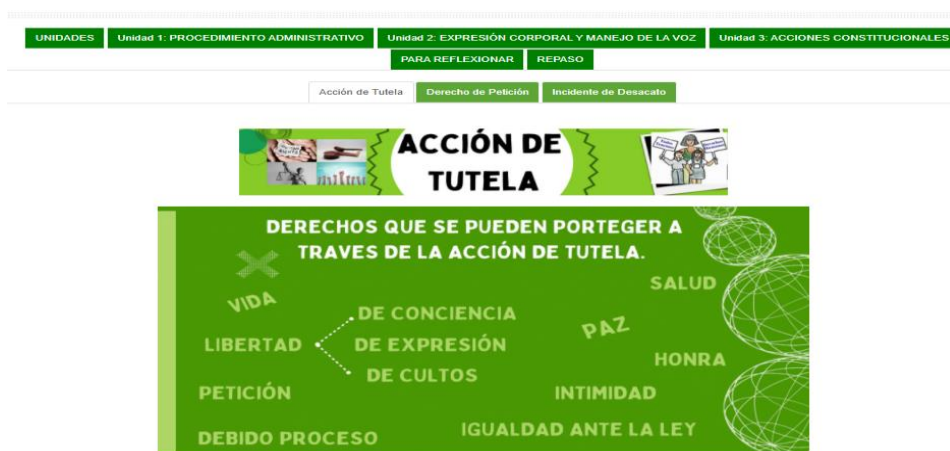 UNIDADES Unidad 1: PROCEDIMIENTO ADMINISTRATIVO Unidad 2: EXPRESIÓN CORPORAL Y MANEJO DE LA VOZ Unidad 3: ACCIONES CONSTITUCIONALES
PARA REFLEXIONAR REPASO
Acción de Tutela Derecho de Petición Incidente de Desacato
ACCIÓN DE
TUTELA
DERECHOS QUE SE PUEDEN PORTEGER A
TRAVES DE LA ACCIÓN DE TUTELA.
SALUD
VIDA
DE CONCIENCIA
PAZ
LIBERTAD DE EXPRESIÓN
HONRA
DE CULTOS
PETICIÓN INTIMIDAD
DEBIDO PROCESO IGUALDAD ANTE LA LEY